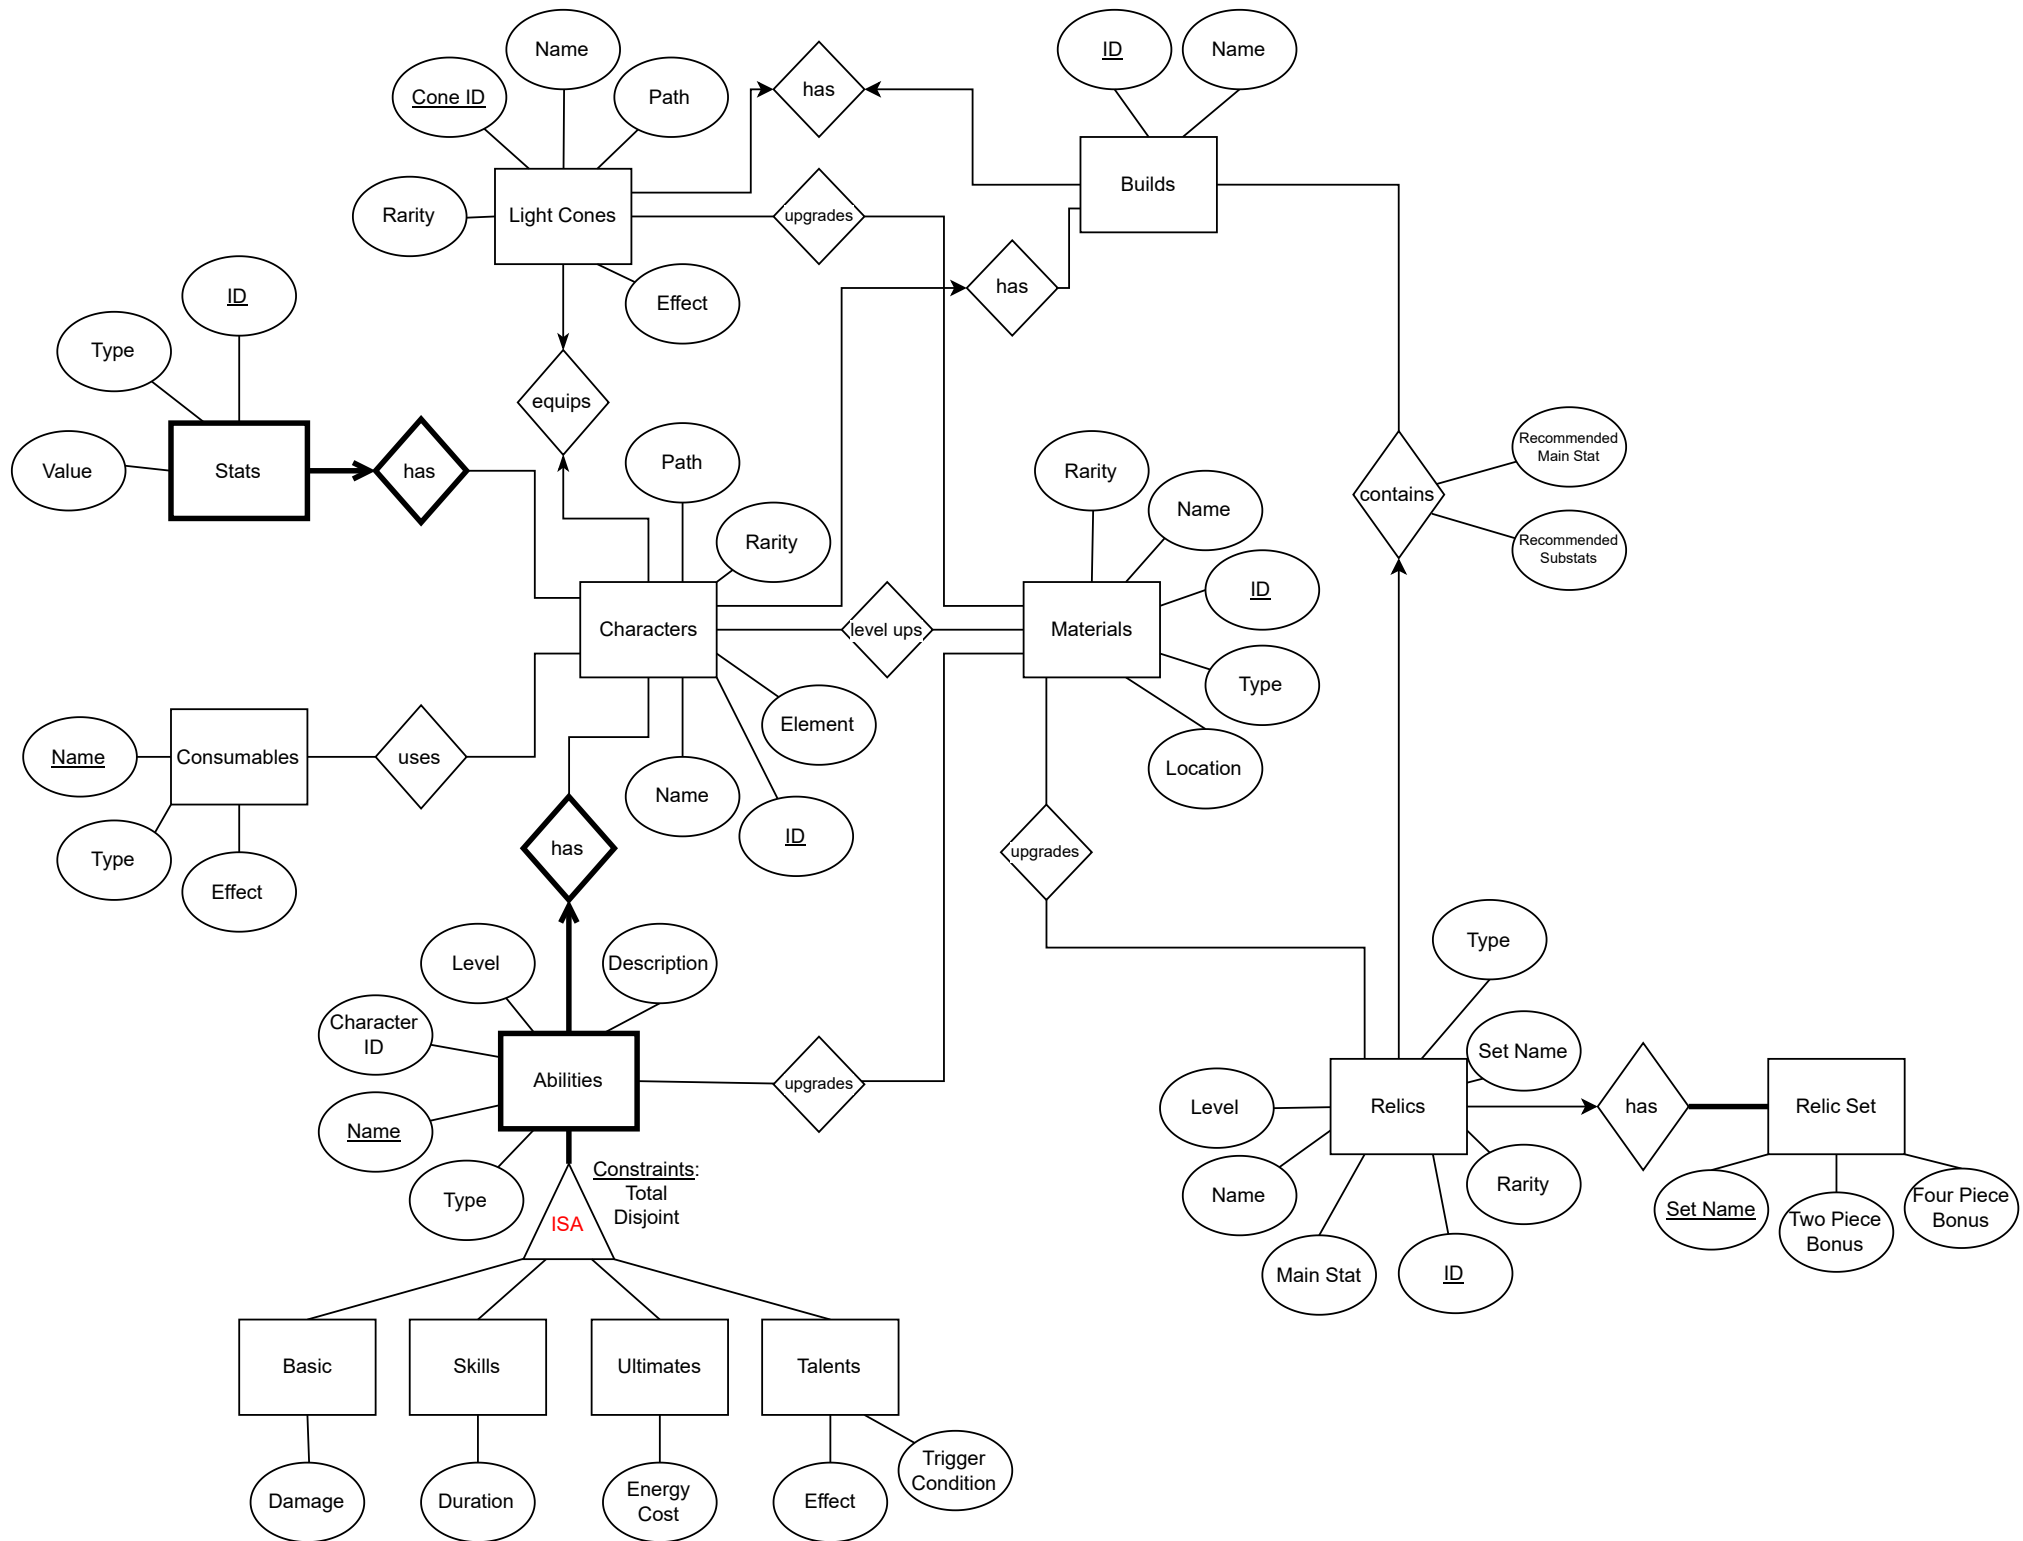 Name
ID
Name
Cone ID
Path
has
Builds
Rarity
Light Cones
upgrades
ID
Effect
has
Type
equips
Recommended
Main Stat
Value
Stats
has
Path
Rarity
contains
Name
Rarity
Recommended
Substats
ID
Characters
level ups
Materials
Type
Element
Name
Consumables
uses
Location
Name
ID
Type
Effect
has
upgrades
Type
Level
Description
Character
ID
Set Name
Abilities
upgrades
Level
Relics
has
Relic Set
Name
Type
Constraints:
Total
Disjoint
ISA
Name
Rarity
Set Name
Two Piece
Bonus
Four Piece
Bonus
Main Stat
ID
Basic
Skills
Ultimates
Talents
Damage
Duration
Energy
Cost
Effect
Trigger
Condition